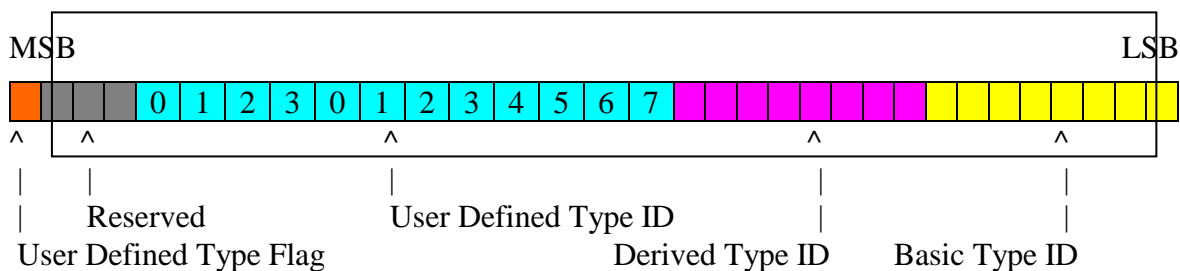 MSB LSB
0 1 2 3 0 1 2 3 4 5 6 7
^ ^ ^ ^ ^
| | | | |
| Reserved User Defined Type ID | |
User Defined Type Flag Derived Type ID Basic Type ID